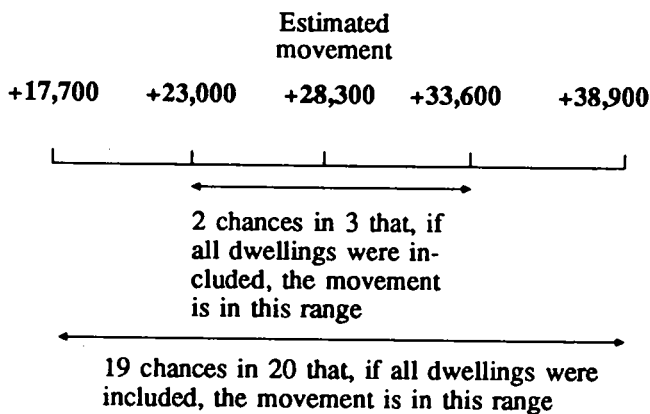 Estimated
movement
+17,700 +23,000 +28,300 +33,600 +38,900
2 chances in 3 that, if
all dwellings were in-
cluded, the movement
is in this range
19 chances in 20 that, if all dwellings were
included, the movement is in this range